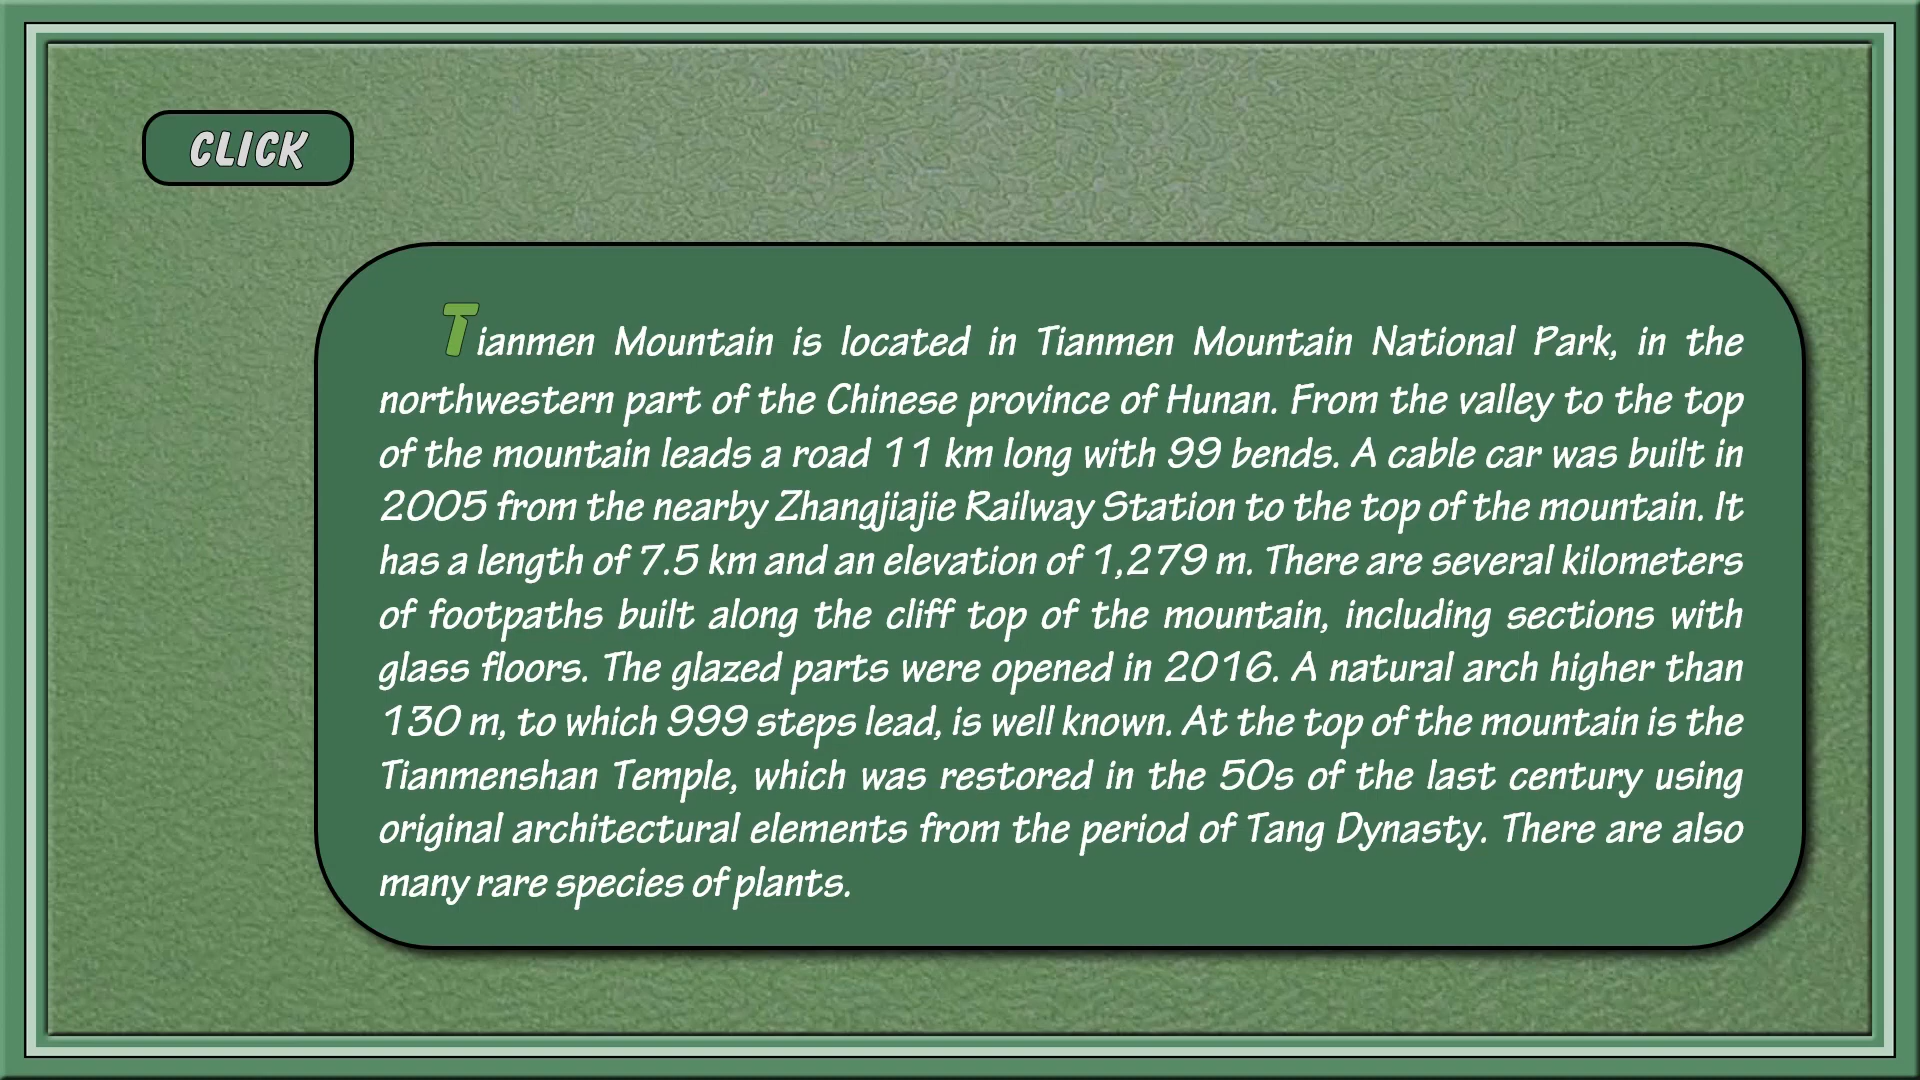 CLICK
Tianmen Mountain is located in Tianmen Mountain National Park, in the
northwestern part of the Chinese province of Hunan. From the valley to the top
of the mountain leads a road 11 km long with 99 bends. A cable car was built in
2005 from the nearby Zhangjiajie Railway Station to the top of the mountain. It
has a length of 7.5 km and an elevation of 1,279 m. There are several kilometers
of footpaths built along the cliff top of the mountain, including sections with
glass floors. The glazed parts were opened in 2016. A natural arch higher than
130 m, to which 999 steps lead, is well known. At the top of the mountain is the
Tianmenshan Temple, which was restored in the 50s of the last century using
original architectural elements from the period of Tang Dynasty. There are also
many rare species of plants.